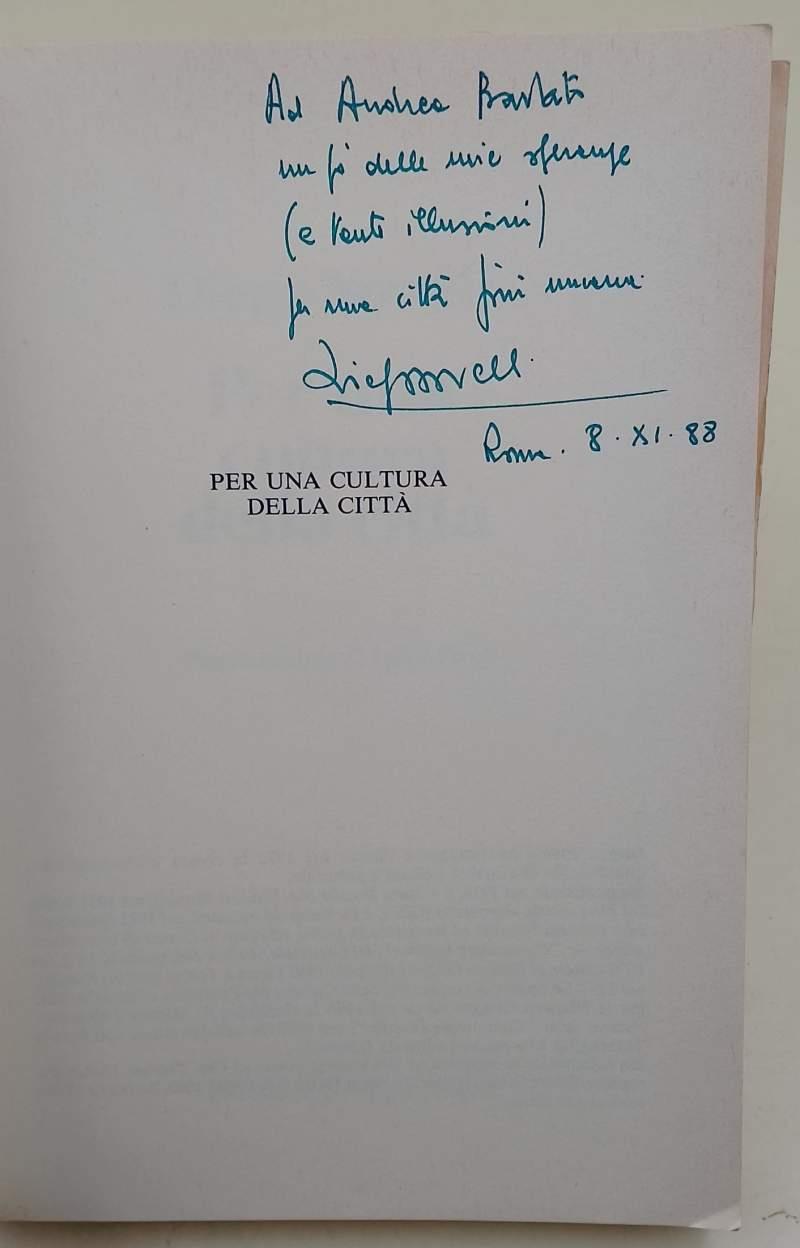 Ad Andrea Barbato
un pò delle mie speranze
(e tante illusioni)
per una città più umana.
Roma. 8. XI. 88
PER UNA CULTURA
DELLA CITTÀ